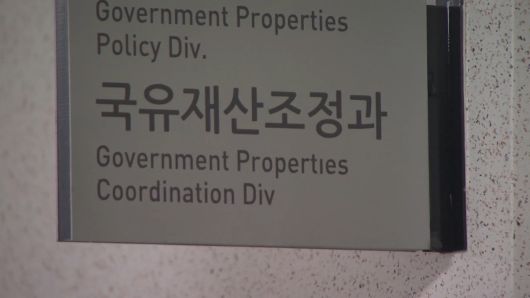 Government Properties
Policy Div.
국유재산조정과
Government Properties
Coordination Div